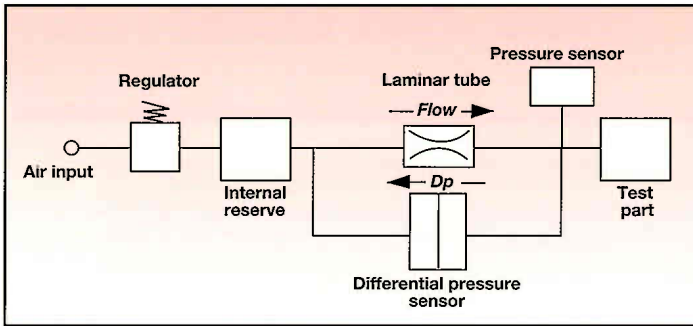 Pressure sensor
Regulator
Laminar tube
Flow
Air input
Internal
reserve
Dp
Test
part
Differential pressure
sensor